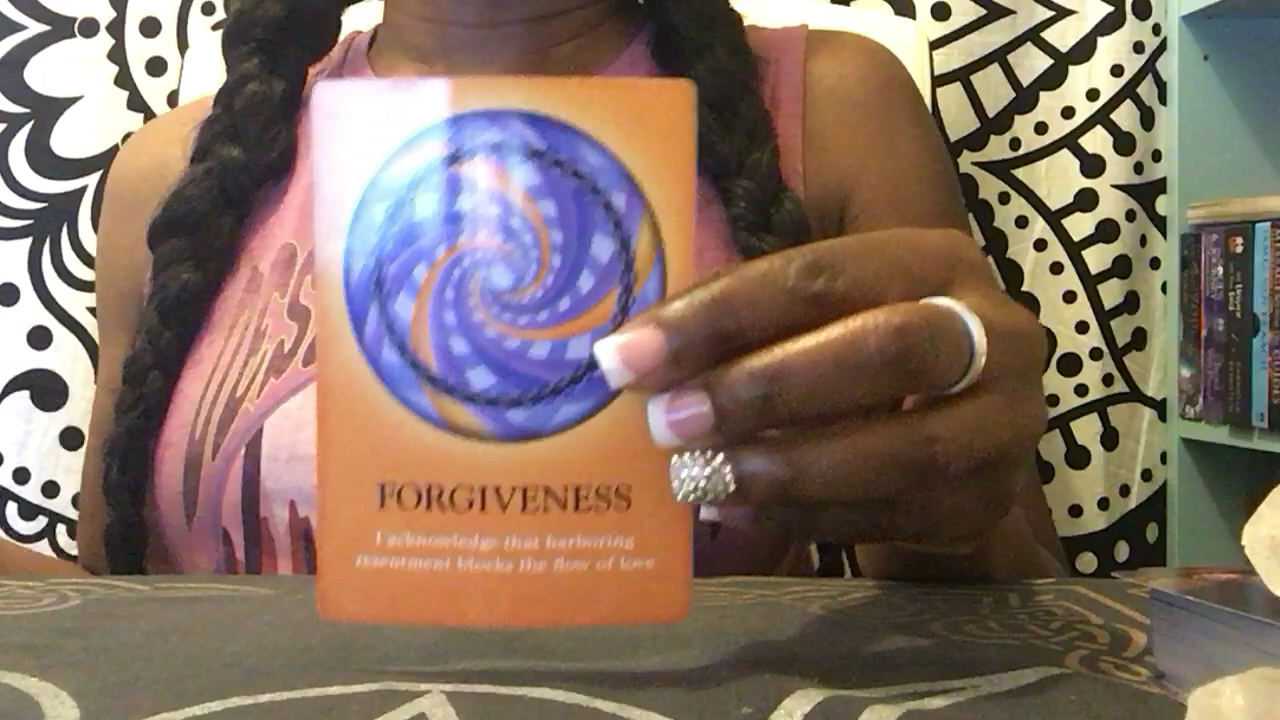 FORGIVENESS
I acknowledge that harboring
resentment blocks the flow of love